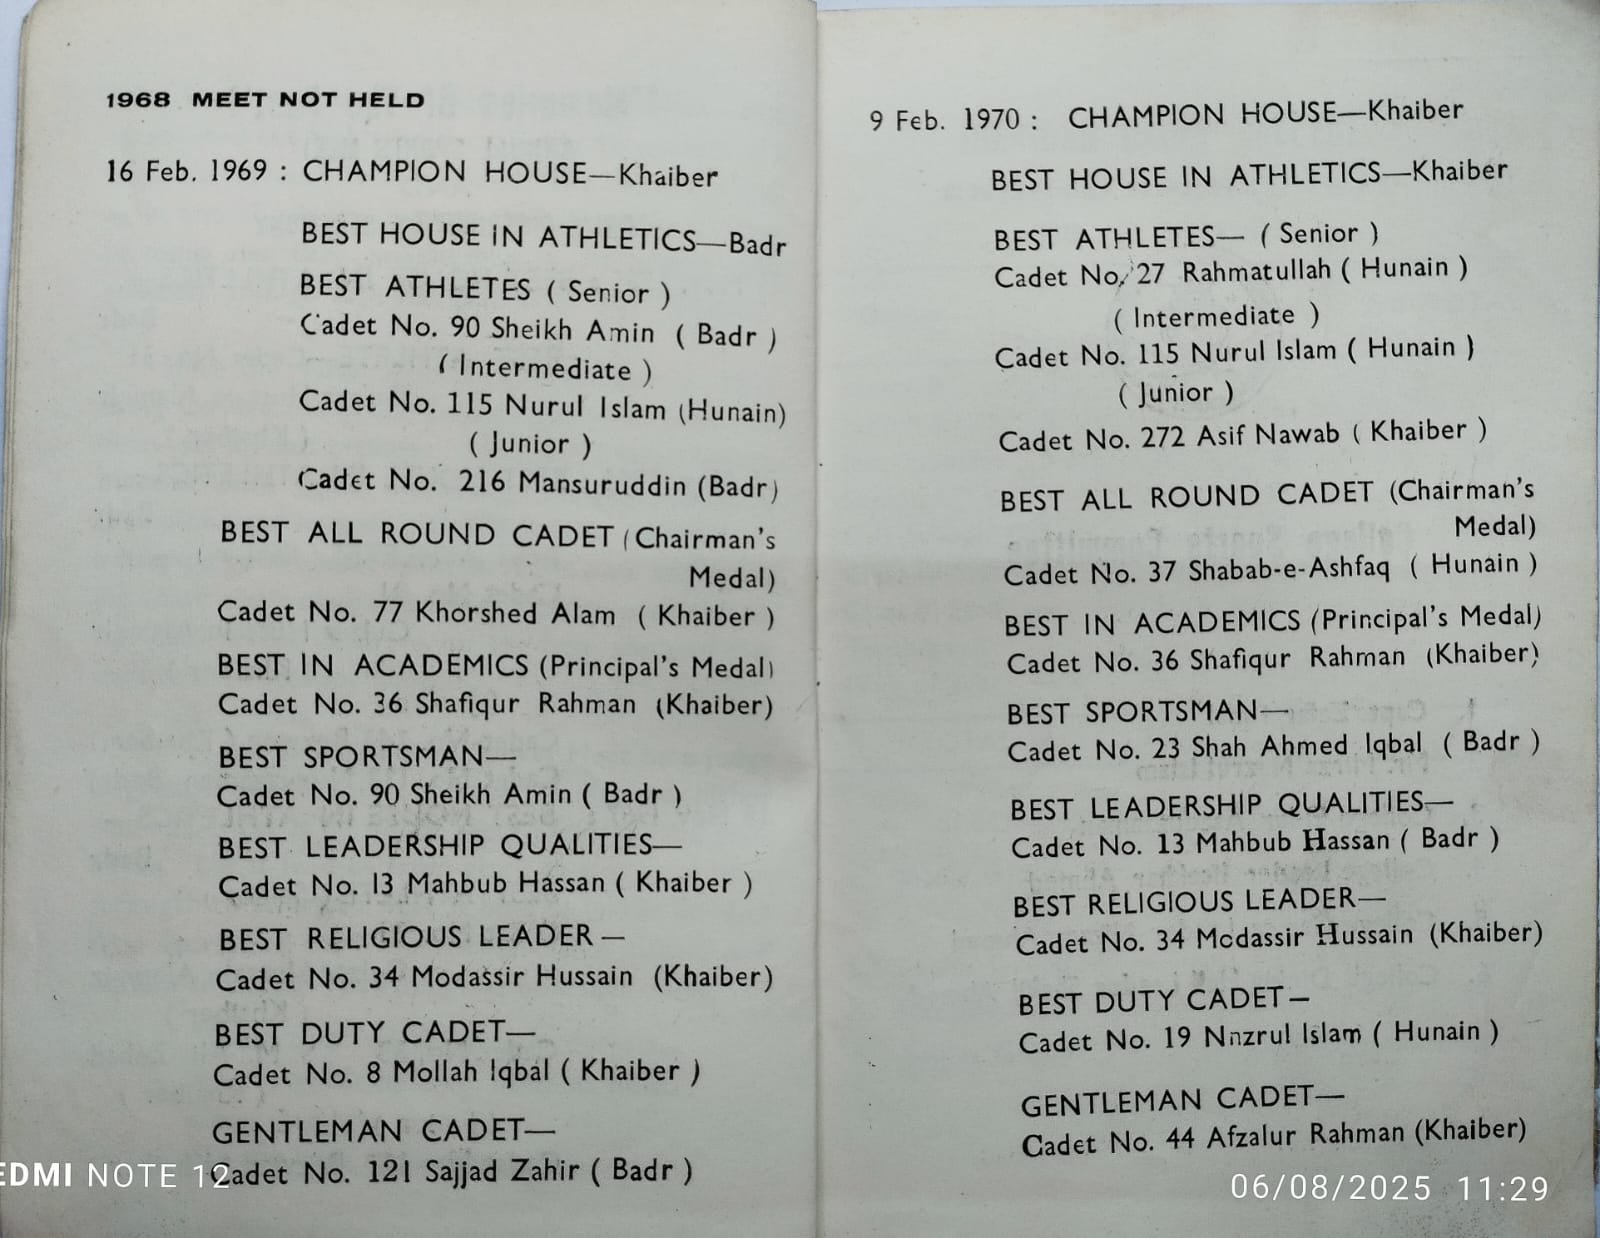 1968 MEET NOT HELD
16 Feb. 1969 : CHAMPION HOUSE—Khaiber
BEST HOUSE IN ATHLETICS—Badr
BEST ATHLETES ( Senior )
Cadet No. 90 Sheikh Amin ( Badr )
( Intermediate )
Cadet No. 115 Nurul Islam (Hunain)
( Junior )
Cadet No. 216 Mansuruddin (Badr)
BEST ALL ROUND CADET (Chairman's
Medal)
Cadet No. 77 Khorshed Alam ( Khaiber )
BEST IN ACADEMICS (Principal's Medal)
Cadet No. 36 Shafiqur Rahman (Khaiber)
BEST SPORTSMAN—
Cadet No. 90 Sheikh Amin ( Badr )
BEST LEADERSHIP QUALITIES—
Cadet No. 13 Mahbub Hassan ( Khaiber )
BEST RELIGIOUS LEADER—
Cadet No. 34 Modassir Hussain (Khaiber)
BEST DUTY CADET—
Cadet No. 8 Mollah Iqbal ( Khaiber )
GENTLEMAN CADET—
Cadet No. 121 Sajjad Zahir ( Badr )
9 Feb. 1970 : CHAMPION HOUSE—Khaiber
BEST HOUSE IN ATHLETICS—Khaiber
BEST ATHLETES— ( Senior )
Cadet No. 27 Rahmatullah ( Hunain )
( Intermediate )
Cadet No. 115 Nurul Islam ( Hunain )
( Junior )
Cadet No. 272 Asif Nawab ( Khaiber )
BEST ALL ROUND CADET (Chairman's
Medal)
Cadet No. 37 Shabab-e-Ashfaq ( Hunain )
BEST IN ACADEMICS (Principal's Medal)
Cadet No. 36 Shafiqur Rahman (Khaiber)
BEST SPORTSMAN—
Cadet No. 23 Shah Ahmed Iqbal ( Badr )
BEST LEADERSHIP QUALITIES—
Cadet No. 13 Mahbub Hassan ( Badr )
BEST RELIGIOUS LEADER—
Cadet No. 34 Mcdassir Hussain (Khaiber)
BEST DUTY CADET—
Cadet No. 19 Nnzrul Islam ( Hunain )
GENTLEMAN CADET—
Cadet No. 44 Afzalur Rahman (Khaiber)
EDMI NOTE 12
06/08/2025 11:29